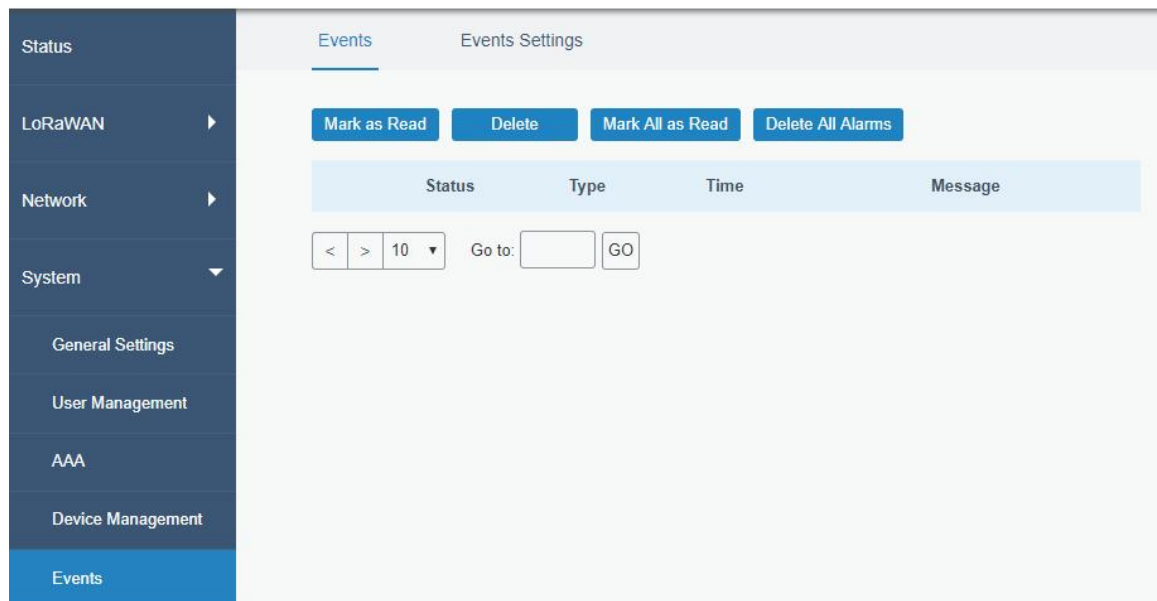 Status
LoRaWAN
Network
System
General Settings
User Management
AAA
Device Management
Events
Events Events Settings
Mark as Read Delete Mark All as Read Delete All Alarms
Status Type Time Message
< > 10 Go to: GO